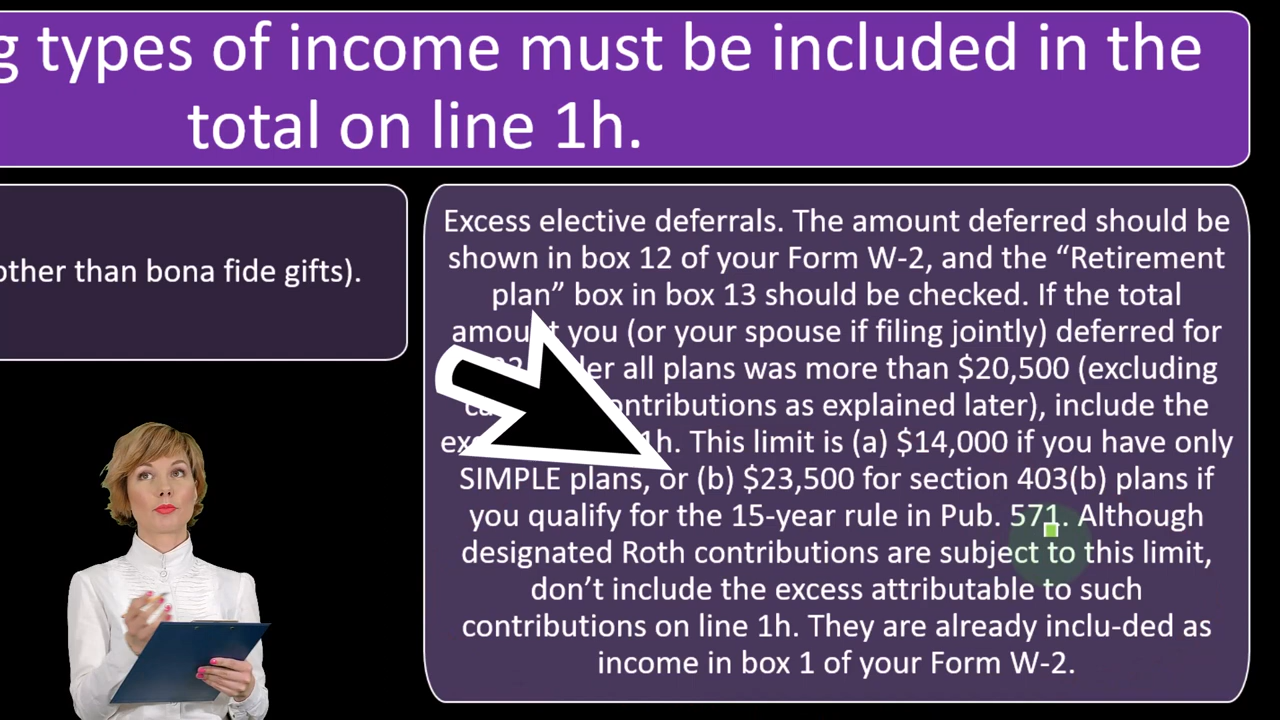 g types of income must be included in the
total on line 1h.
other than bona fide gifts).
Excess elective deferrals. The amount deferred should be
shown in box 12 of your Form W-2, and the “Retirement
plan” box in box 13 should be checked. If the total
amount you (or your spouse if filing jointly) deferred for
all plans was more than $20,500 (excluding
contributions as explained later), include the
1h. This limit is (a) $14,000 if you have only
SIMPLE plans, or (b) $23,500 for section 403(b) plans if
you qualify for the 15-year rule in Pub. 571. Although
designated Roth contributions are subject to this limit,
don’t include the excess attributable to such
contributions on line 1h. They are already inclu-ded as
income in box 1 of your Form W-2.